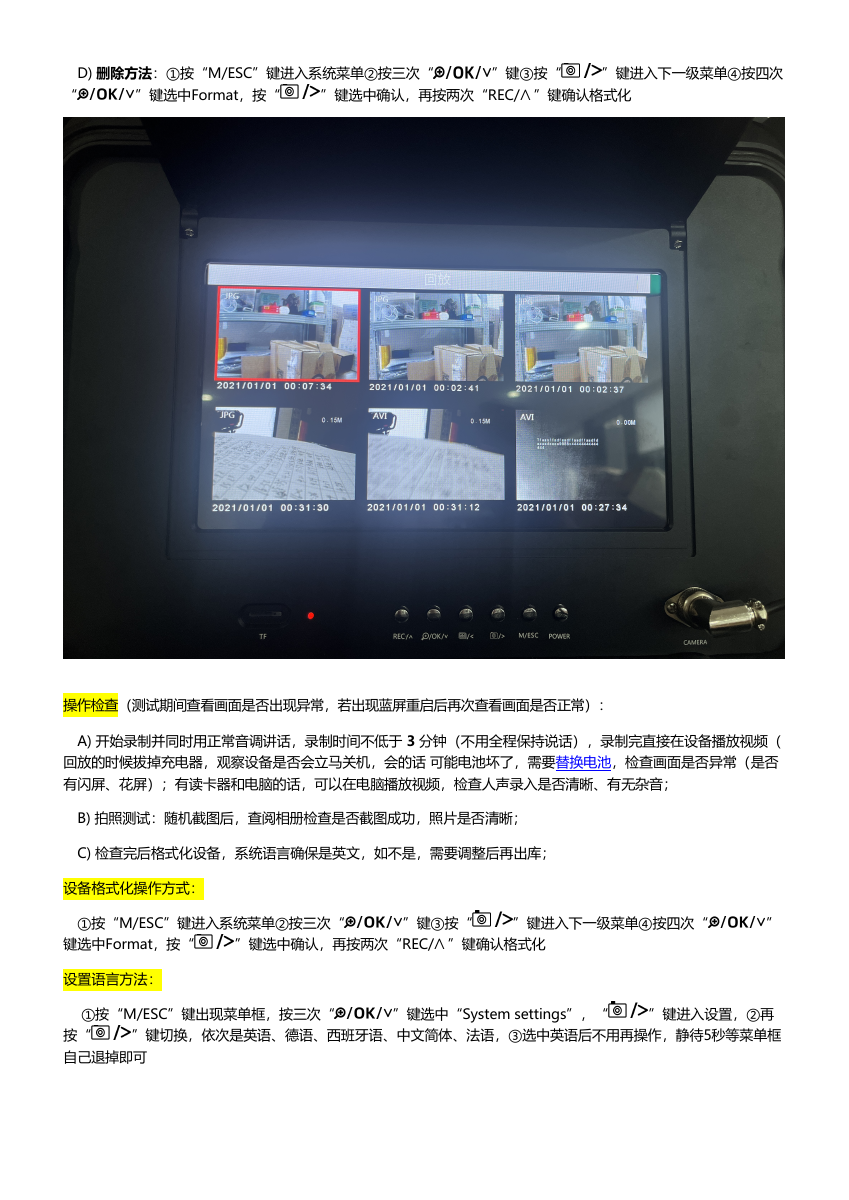 D) 删除方法：①按“M/ESC”键进入系统菜单②按三次“/OK/∨”键③按“/>”键进入下一级菜单④按四次
“/OK/∨”键选中Format，按“/>”键选中确认，再按两次“REC/∧”键确认格式化
回放
JPG
JPG
JPG
2021/01/01 00:07:34
2021/01/01 00:02:41
2021/01/01 00:02:37
JPG 0.15M
AVI 0.15M
AVI 0.00M
2021/01/01 00:31:30
2021/01/01 00:31:12
2021/01/01 00:27:34
TF
REC/∧
/OK/∨
/<
/>
M/ESC
POWER
CAMERA
操作检查（测试期间查看画面是否出现异常，若出现蓝屏重启后再次查看画面是否正常）：
A) 开始录制并同时用正常音调讲话，录制时间不低于 3 分钟（不用全程保持说话），录制完直接在设备播放视频（
回放的时候拔掉充电器，观察设备是否会立马关机，会的话 可能电池坏了，需要替换电池，检查画面是否异常（是否
有闪屏、花屏）；有读卡器和电脑的话，可以在电脑播放视频，检查人声录入是否清晰、有无杂音；
B) 拍照测试：随机截图后，查阅相册检查是否截图成功，照片是否清晰；
C) 检查完后格式化设备，系统语言确保是英文，如不是，需要调整后再出库；
设备格式化操作方式：
①按“M/ESC”键进入系统菜单②按三次“/OK/∨”键③按“/>”键进入下一级菜单④按四次“/OK/∨”
键选中Format，按“/>”键选中确认，再按两次“REC/∧”键确认格式化
设置语言方法：
①按“M/ESC”键出现菜单框，按三次“/OK/∨”键选中“System settings”，“/>”键进入设置，②再
按“/>”键切换，依次是英语、德语、西班牙语、中文简体、法语，③选中英语后不用再操作，静待5秒等菜单框
自己退掉即可